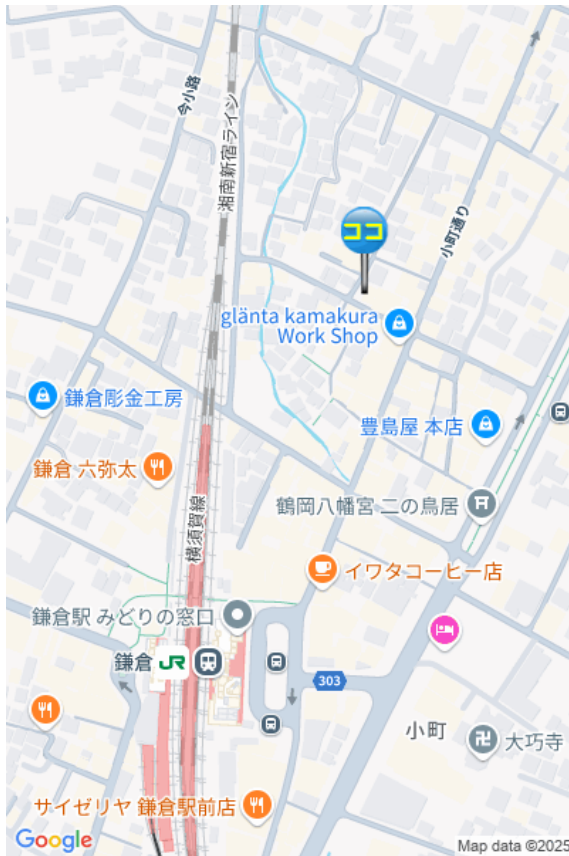 今小路
湘南新宿ライン
ココ
小町通り
glänta kamakura
Work Shop
鎌倉彫金工房
豊島屋 本店
鎌倉 六弥太
鶴岡八幡宮 二の鳥居
横須賀線
イワタコーヒー店
鎌倉駅 みどりの窓口
鎌倉 JR
303
小町
大巧寺
サイゼリヤ 鎌倉駅前店
Google
Map data ©2025